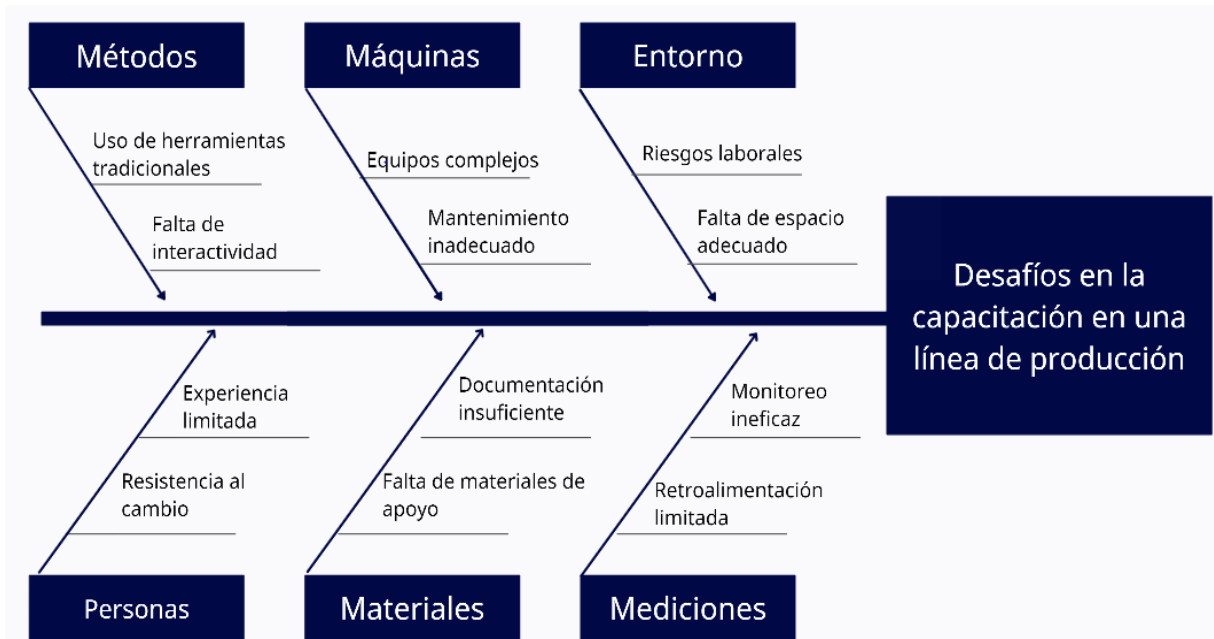 Métodos
Máquinas
Entorno
Uso de herramientas
tradicionales
Falta de
interactividad
Equipos complejos
Mantenimiento
inadecuado
Riesgos laborales
Falta de espacio
adecuado
Desafíos en la
capacitación en una
línea de producción
Experiencia
limitada
Resistencia al
cambio
Documentación
insuficiente
Falta de materiales de
apoyo
Monitoreo
ineficaz
Retroalimentación
limitada
Personas
Materiales
Mediciones